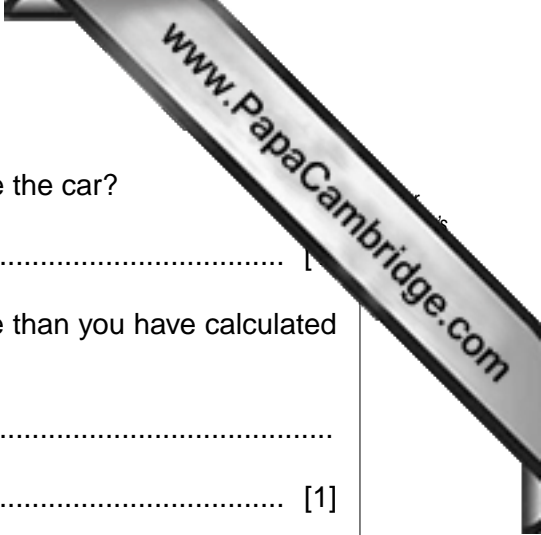 www.PapaCambridge.com
e the car?
.................................... [
e than you have calculated
..........................................
.................................... [1]